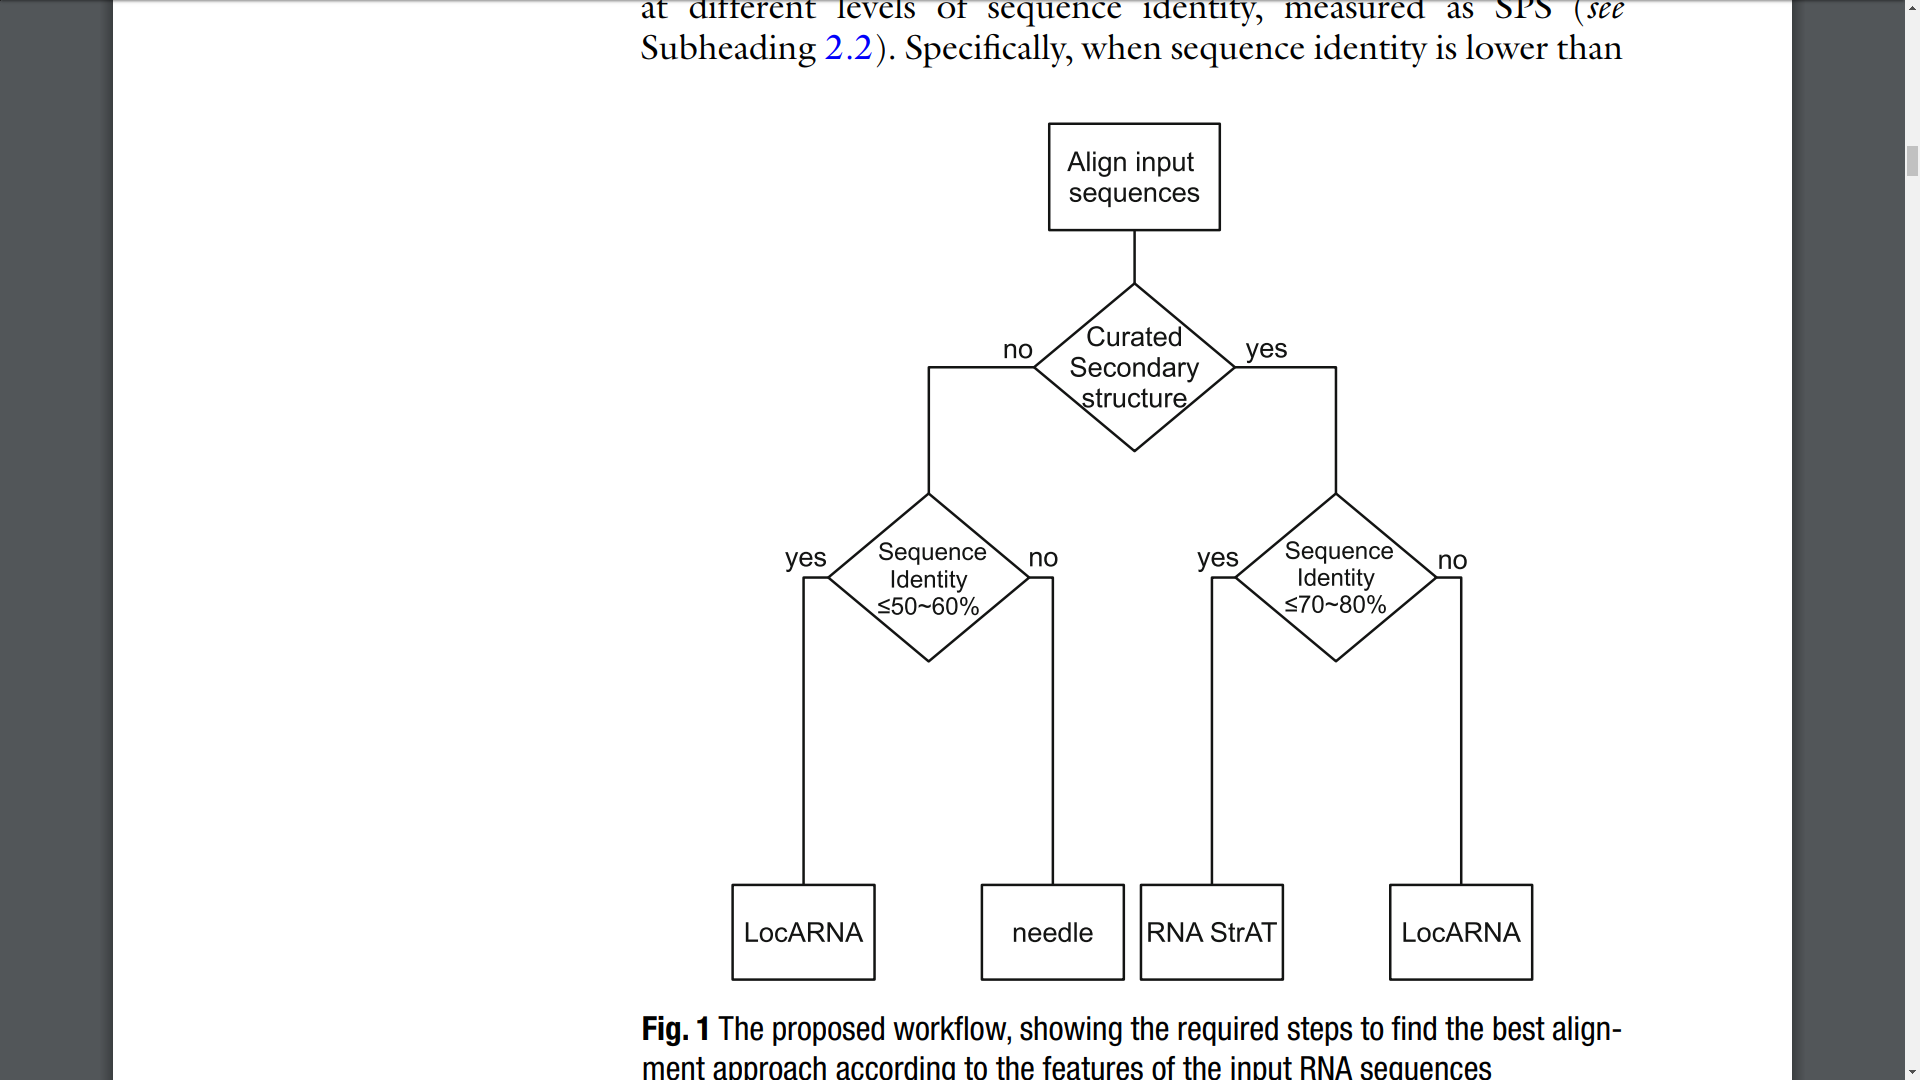 at different levels of sequence identity, measured as SPS (see
Subheading 2.2). Specifically, when sequence identity is lower than
Align input
sequences
Curated
Secondary
structure
no
yes
Sequence
Identity
≤50~60%
yes
no
Sequence
Identity
≤70~80%
yes
no
LocARNA
needle
RNA StrAT
LocARNA
Fig. 1 The proposed workflow, showing the required steps to find the best align-
ment approach according to the features of the input RNA sequences